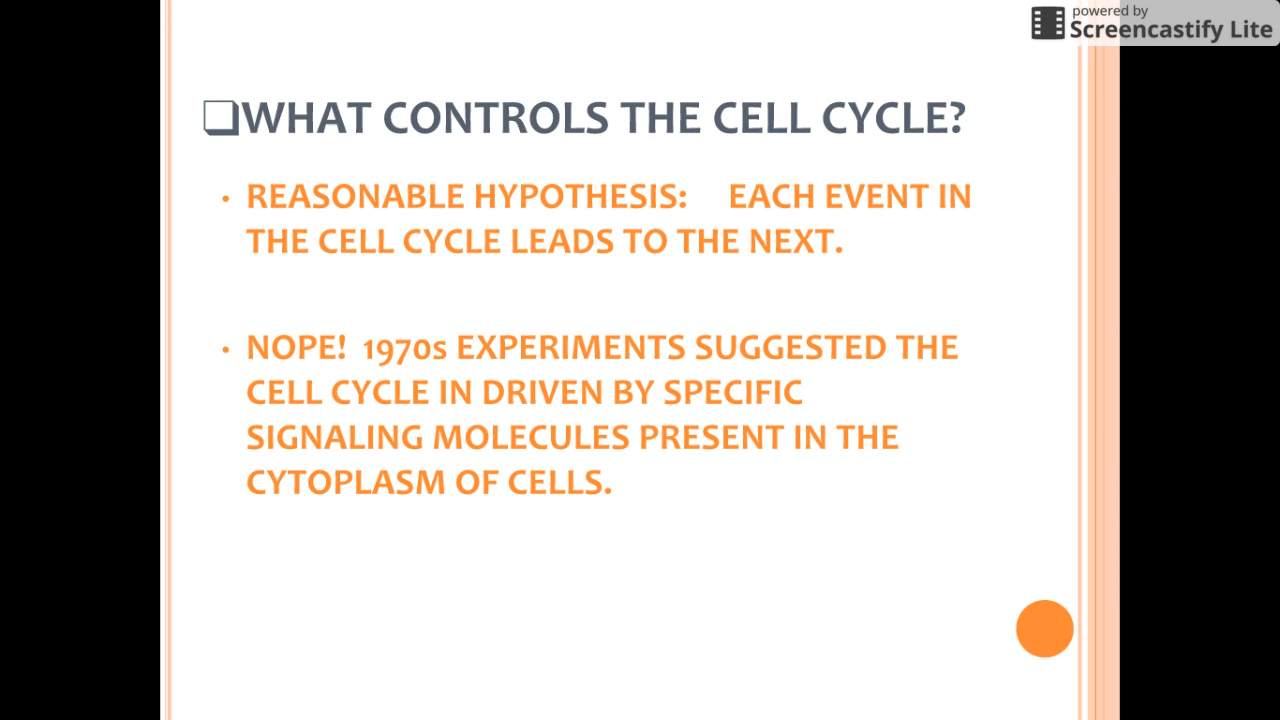 powered by
Screencastify Lite
❑WHAT CONTROLS THE CELL CYCLE?
• REASONABLE HYPOTHESIS: EACH EVENT IN
THE CELL CYCLE LEADS TO THE NEXT.
• NOPE! 1970s EXPERIMENTS SUGGESTED THE
CELL CYCLE IN DRIVEN BY SPECIFIC
SIGNALING MOLECULES PRESENT IN THE
CYTOPLASM OF CELLS.